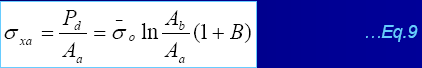 σ_xa = P_d / A_a = σ̄_o ln A_b / A_a (1 + B) ...Eq.9